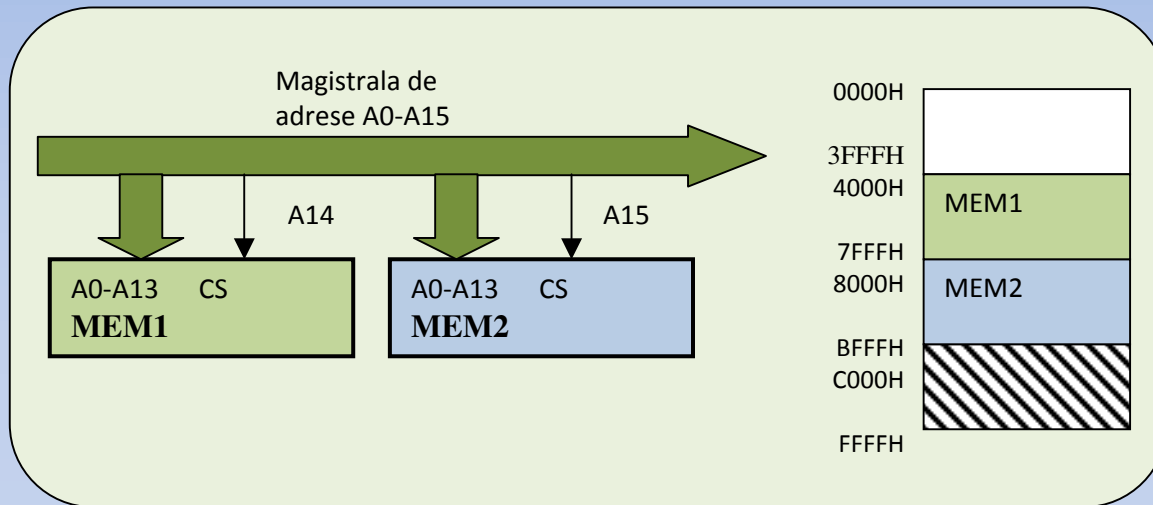 Magistrala de
adrese A0-A15
A14
A15
A0-A13 CS
MEM1
A0-A13 CS
MEM2
0000H
3FFFH
4000H
MEM1
7FFFH
8000H
MEM2
BFFFH
C000H
FFFFH